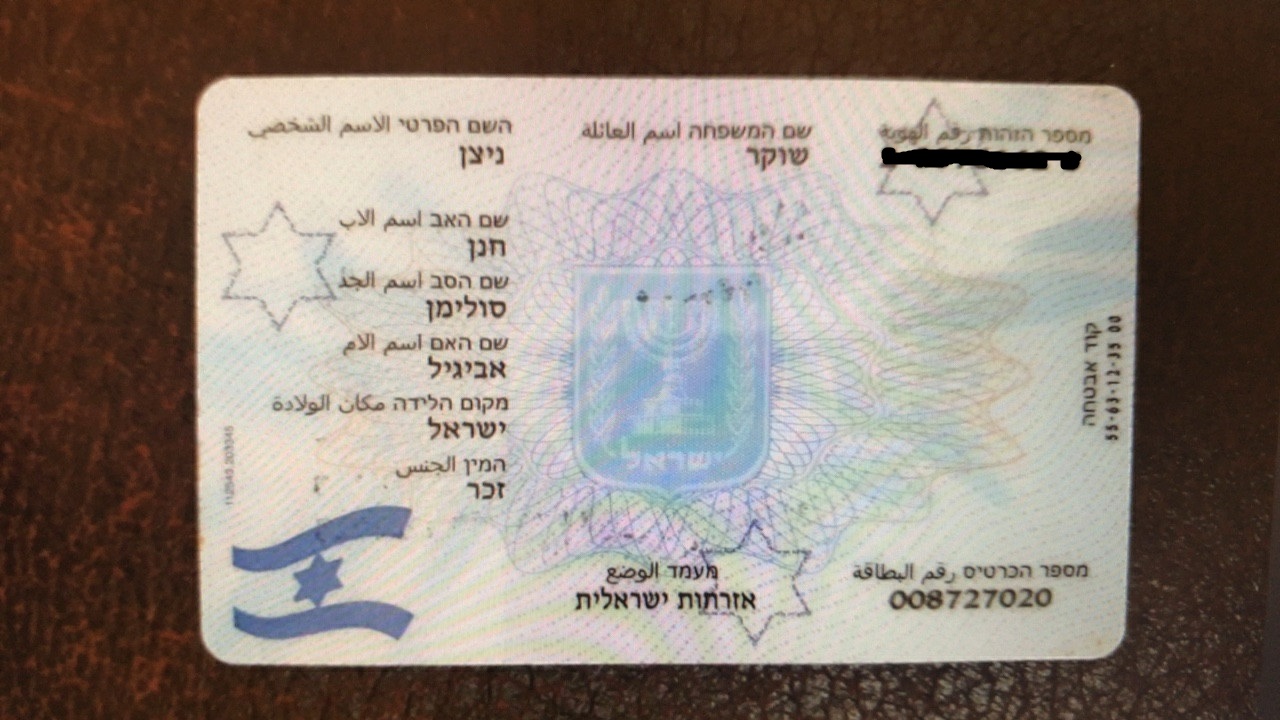 מספר הזהות رقم الهوية
שם המשפחה اسم العائلة
שוקר
השם הפרטי الاسم الشخصي
ניצן
שם האב اسم الاب
חנן
שם הסב اسم الجد
סולימן
שם האם اسم الام
אביגיל
מקום הלידה مكان الولادة
ישראל
המין الجنس
זכר
ישראל
קוד אבטחה
מעמד الوضع
אזרחות ישראלית
מספר הכרטיס رقم البطاقة
008727020